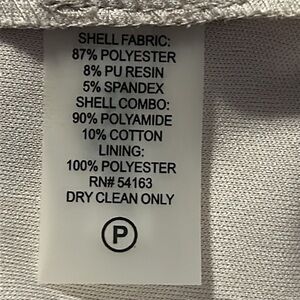 SHELL FABRIC:
87% POLYESTER
8% PU RESIN
5% SPANDEX
SHELL COMBO:
90% POLYAMIDE
10% COTTON
LINING:
100% POLYESTER
RN# 54163
DRY CLEAN ONLY
P